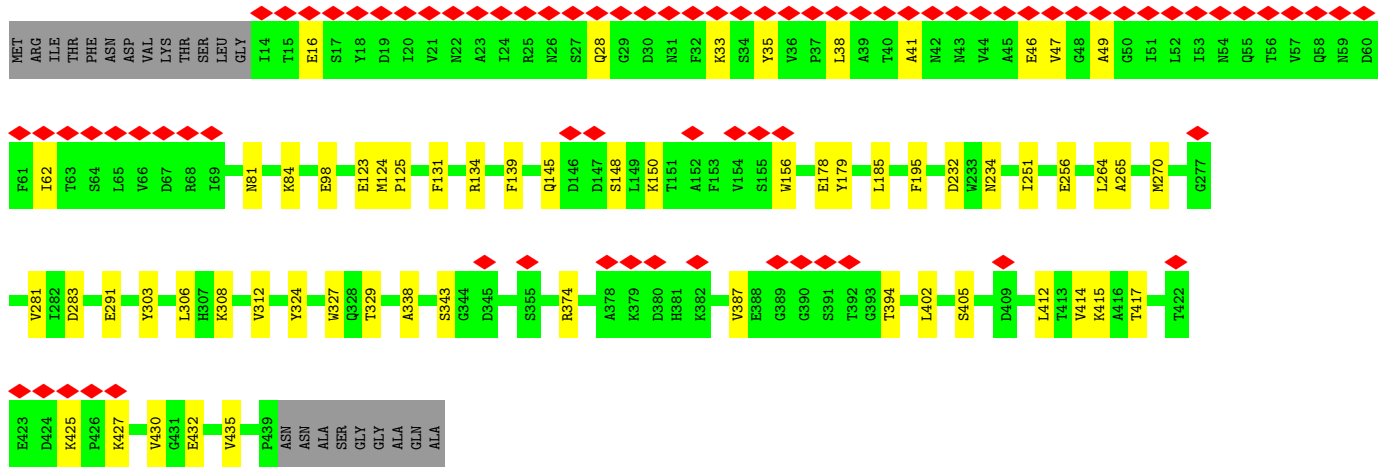 MET ARG ILE THR PHE ASN ASP VAL LYS THR SER LEU GLY I14 T15 E16 S17 Y18 D19 I20 V21 N22 A23 I24 R25 N26 S27 Q28 G29 D30 N31 F32 K33 S34 Y35 V36 P37 L38 A39 T40 A41 N42 N43 V44 A45 E46 V47 G48 A49 G50 I51 L52 I53 N54 Q55 T56 V57 Q58 N59 D60
F61 I62 T63 S64 L65 V66 D67 R68 I69 N81 K84 E98 E123 M124 P125 F131 R134 F139 Q145 D146 D147 S148 L149 K150 T151 A152 F153 V154 S155 W156 E178 Y179 L185 F195 D232 W233 N234 I251 E256 L264 A265 M270 G277
V281 I282 D283 E291 Y303 L306 H307 K308 V312 Y324 W327 Q328 T329 A338 S343 G344 D345 S355 R374 A378 K379 D380 H381 K382 V387 E388 G389 G390 S391 T392 G393 T394 L402 S405 D409 L412 T413 V414 K415 A416 T417 T422
E423 D424 K425 P426 K427 V430 G431 E432 V435 P439 ASN ASN ALA SER GLY GLY ALA GLN ALA